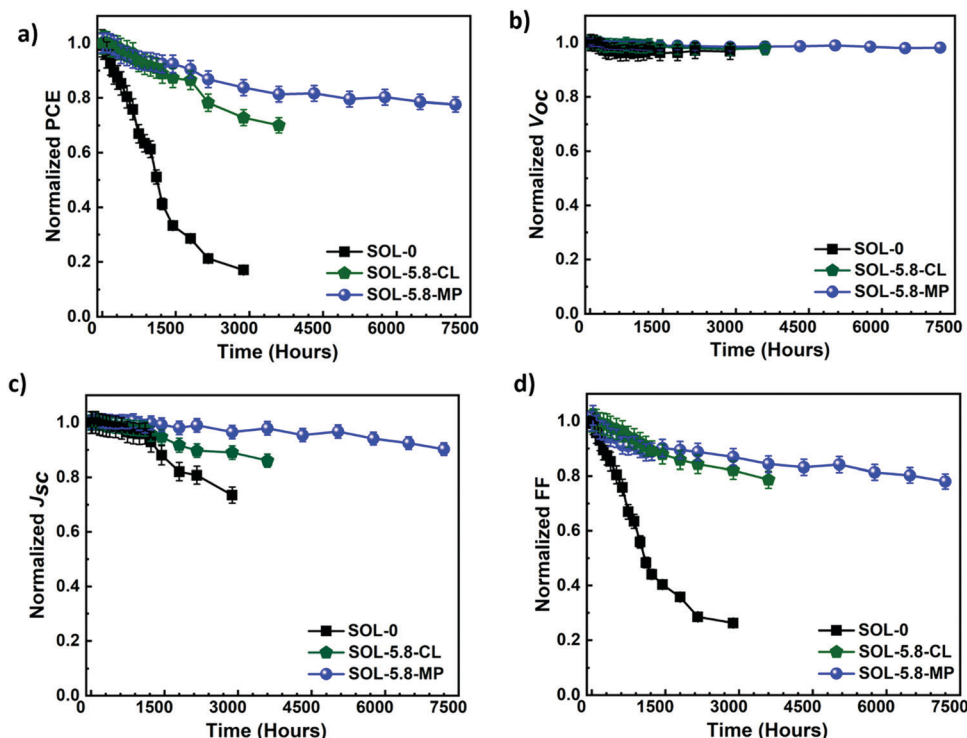 a)
Normalized PCE
1.0
0.8
0.6
0.4
0.2
0.0
SOL-0
SOL-5.8-CL
SOL-5.8-MP
0 1500 3000 4500 6000 7500
Time (Hours)
b)
Normalized Voc
1.0
0.8
0.6
0.4
0.2
0.0
SOL-0
SOL-5.8-CL
SOL-5.8-MP
0 1500 3000 4500 6000 7500
Time (Hours)
c)
Normalized Jsc
1.0
0.8
0.6
0.4
0.2
0.0
SOL-0
SOL-5.8-CL
SOL-5.8-MP
0 1500 3000 4500 6000 7500
Time (Hours)
d)
Normalized FF
1.0
0.8
0.6
0.4
0.2
0.0
SOL-0
SOL-5.8-CL
SOL-5.8-MP
0 1500 3000 4500 6000 7500
Time (Hours)